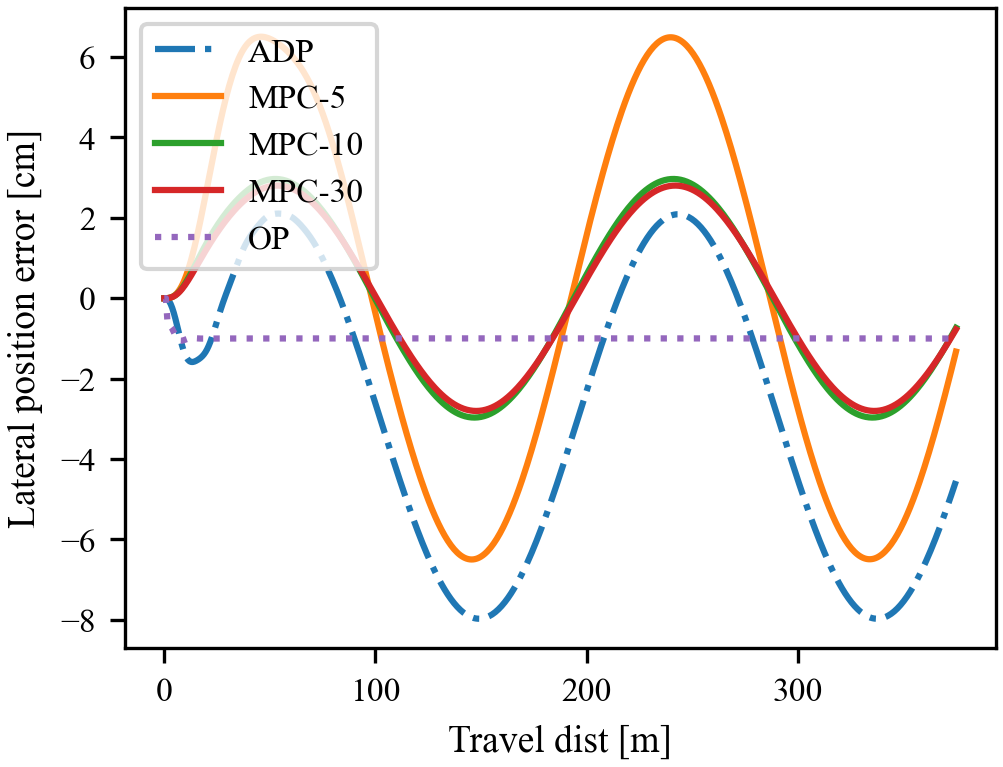 Lateral position error [cm]
6
4
2
0
−2
−4
−6
−8
ADP
MPC-5
MPC-10
MPC-30
OP
0
100
200
300
Travel dist [m]